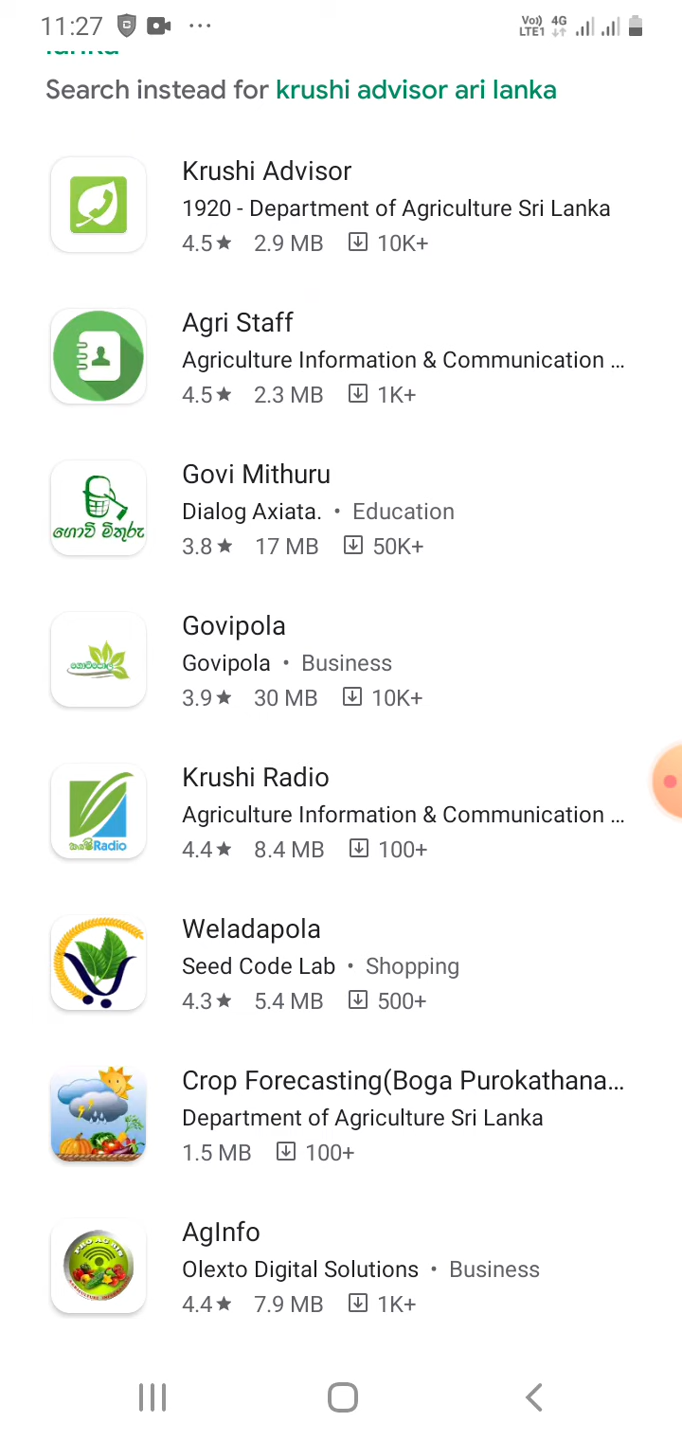 11:27 ... Vo) 4G
LTE1
lanka
Search instead for krushi advisor ari lanka
Krushi Advisor
1920 - Department of Agriculture Sri Lanka
4.5★ 2.9 MB 10K+
Agri Staff
Agriculture Information & Communication ...
4.5★ 2.3 MB 1K+
ගොවි මිතුරු
Govi Mithuru
Dialog Axiata. • Education
3.8★ 17 MB 50K+
Govipola
Govipola • Business
3.9★ 30 MB 10K+
Radio
Krushi Radio
Agriculture Information & Communication ...
4.4★ 8.4 MB 100+
Weladapola
Seed Code Lab • Shopping
4.3★ 5.4 MB 500+
Crop Forecasting(Boga Purokathana...
Department of Agriculture Sri Lanka
1.5 MB 100+
AgInfo
Olexto Digital Solutions • Business
4.4★ 7.9 MB 1K+